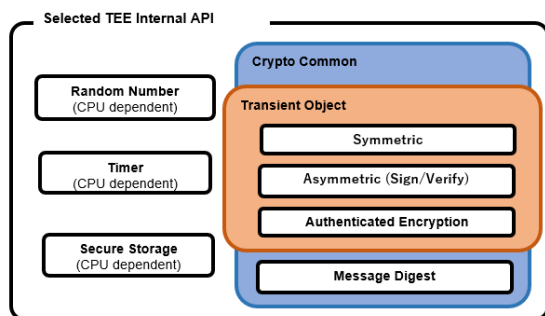 Selected TEE Internal API
Random Number
(CPU dependent)
Timer
(CPU dependent)
Secure Storage
(CPU dependent)
Crypto Common
Transient Object
Symmetric
Asymmetric (Sign/Verify)
Authenticated Encryption
Message Digest